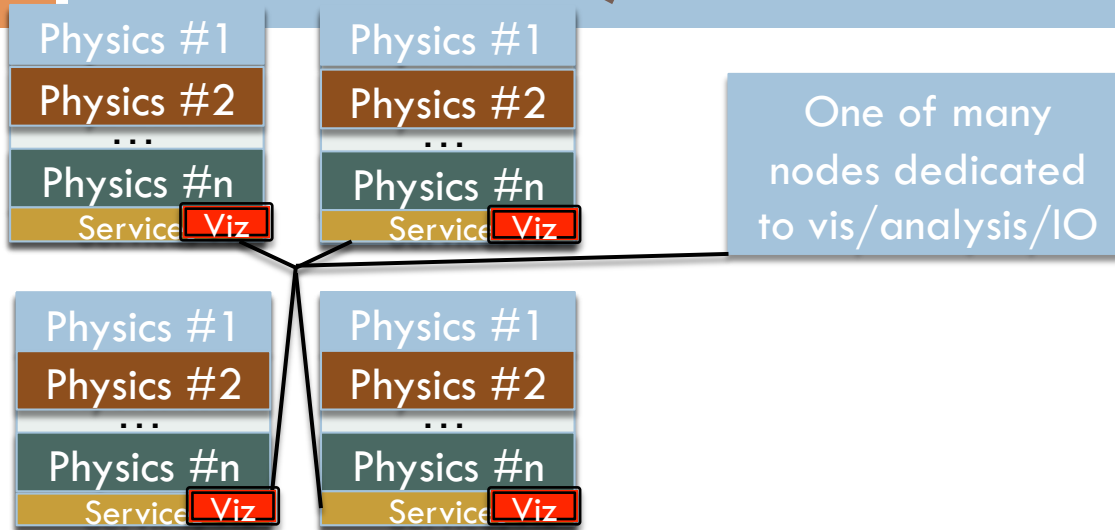 Physics #1
Physics #2
...
Physics #n
Service Viz
Physics #1
Physics #2
...
Physics #n
Service Viz
One of many
nodes dedicated
to vis/analysis/IO
Physics #1
Physics #2
...
Physics #n
Service Viz
Physics #1
Physics #2
...
Physics #n
Service Viz